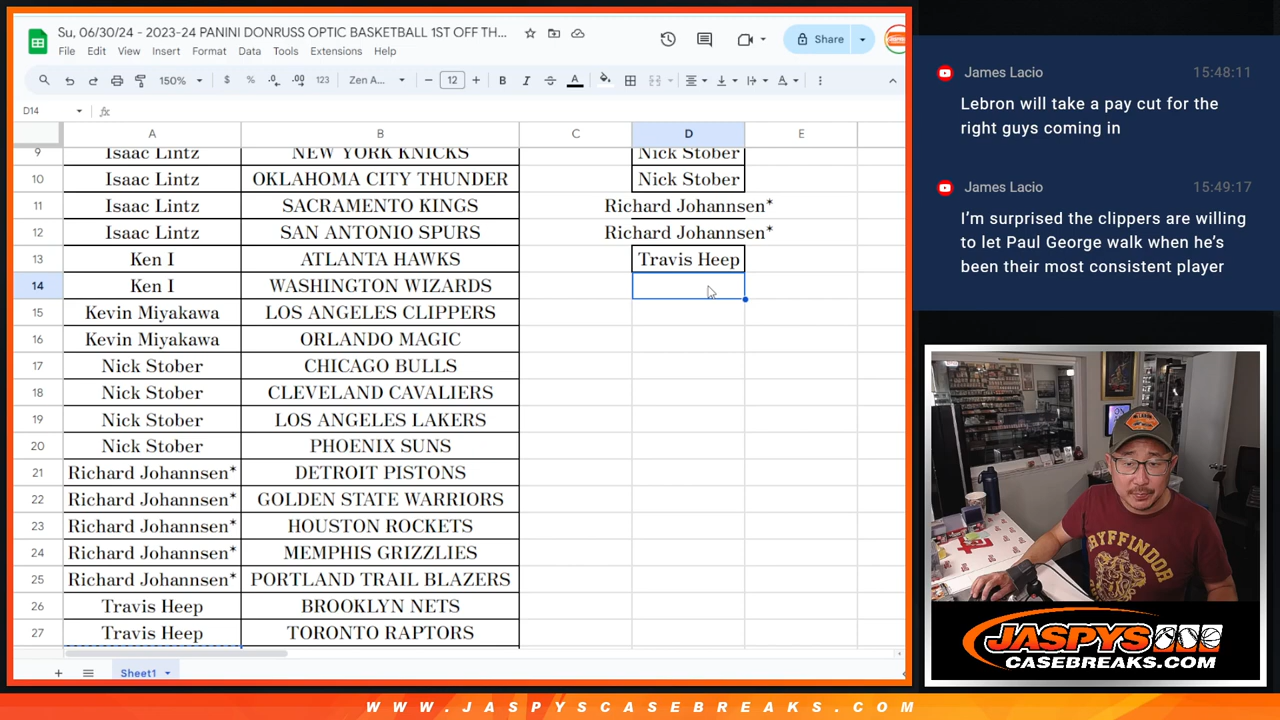 Su, 06/30/24 - 2023-24 PANINI DONRUSS OPTIC BASKETBALL 1ST OFF TH...
File Edit View Insert Format Data Tools Extensions Help
Share
150% $ % .0 .00 123 Zen A... 12 B I A
D14 fx
A B C D E
9 Isaac Lintz NEW YORK KNICKS Nick Stober
10 Isaac Lintz OKLAHOMA CITY THUNDER Nick Stober
11 Isaac Lintz SACRAMENTO KINGS Richard Johannsen*
12 Isaac Lintz SAN ANTONIO SPURS Richard Johannsen*
13 Ken I ATLANTA HAWKS Travis Heep
14 Ken I WASHINGTON WIZARDS
15 Kevin Miyakawa LOS ANGELES CLIPPERS
16 Kevin Miyakawa ORLANDO MAGIC
17 Nick Stober CHICAGO BULLS
18 Nick Stober CLEVELAND CAVALIERS
19 Nick Stober LOS ANGELES LAKERS
20 Nick Stober PHOENIX SUNS
21 Richard Johannsen* DETROIT PISTONS
22 Richard Johannsen* GOLDEN STATE WARRIORS
23 Richard Johannsen* HOUSTON ROCKETS
24 Richard Johannsen* MEMPHIS GRIZZLIES
25 Richard Johannsen* PORTLAND TRAIL BLAZERS
26 Travis Heep BROOKLYN NETS
27 Travis Heep TORONTO RAPTORS
Sheet1
James Lacio 15:48:11
Lebron will take a pay cut for the
right guys coming in
James Lacio 15:49:17
I'm surprised the clippers are willing
to let Paul George walk when he's
been their most consistent player
GRYFFINDOR
JASPYS
CASEBREAKS.COM
WWW.JASPYSCASEBREAKS.COM